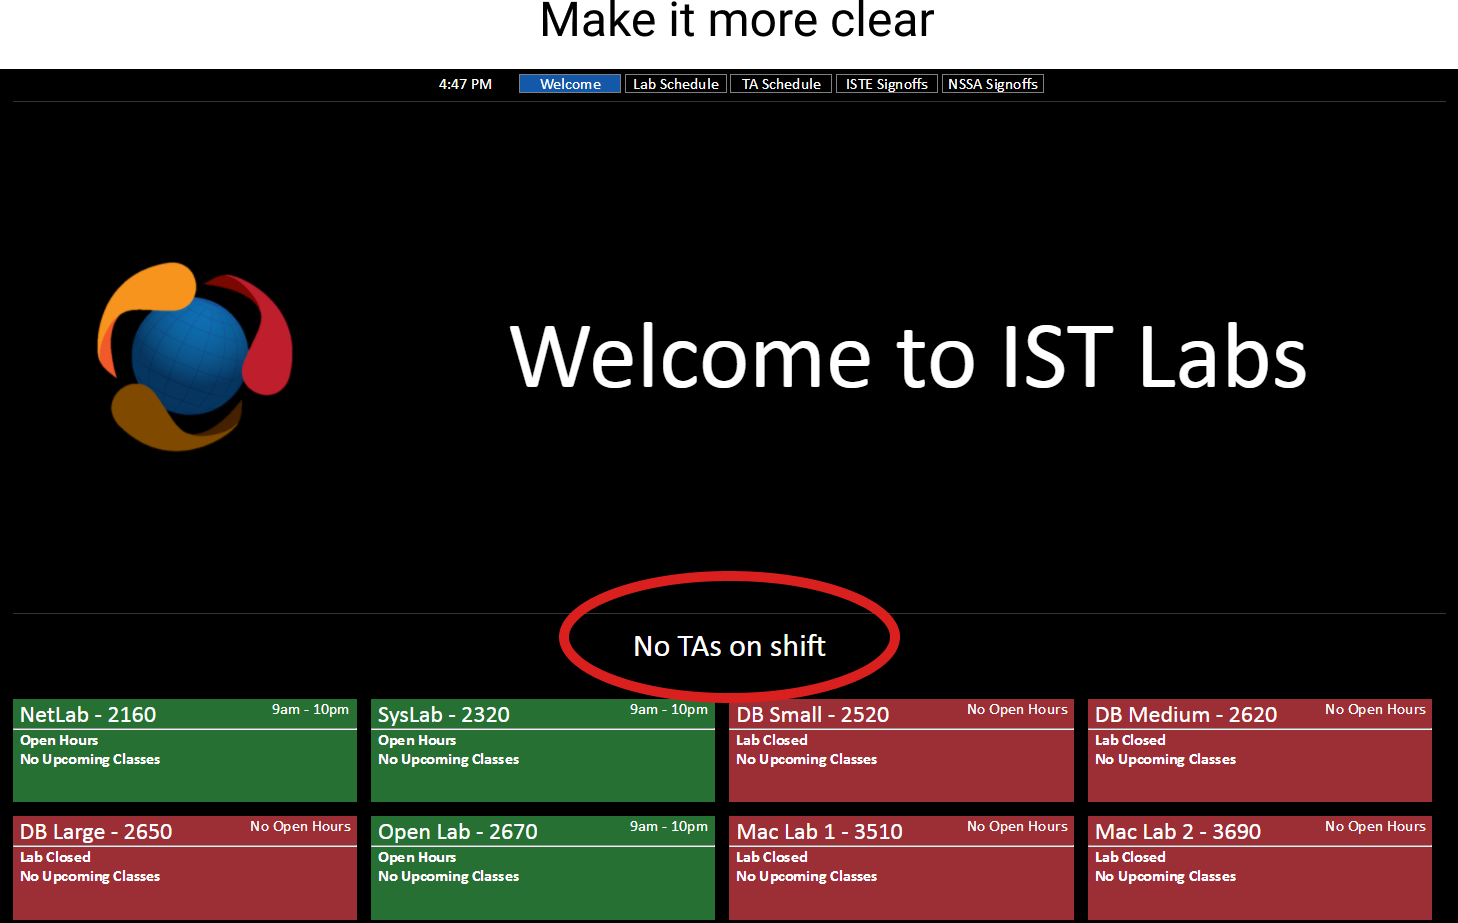 Make it more clear
4:47 PM Welcome Lab Schedule TA Schedule ISTE Signoffs NSSA Signoffs
Welcome to IST Labs
No TAs on shift
NetLab - 2160 9am - 10pm
Open Hours
No Upcoming Classes
SysLab - 2320 9am - 10pm
Open Hours
No Upcoming Classes
DB Small - 2520 No Open Hours
Lab Closed
No Upcoming Classes
DB Medium - 2620 No Open Hours
Lab Closed
No Upcoming Classes
DB Large - 2650 No Open Hours
Lab Closed
No Upcoming Classes
Open Lab - 2670 9am - 10pm
Open Hours
No Upcoming Classes
Mac Lab 1 - 3510 No Open Hours
Lab Closed
No Upcoming Classes
Mac Lab 2 - 3690 No Open Hours
Lab Closed
No Upcoming Classes